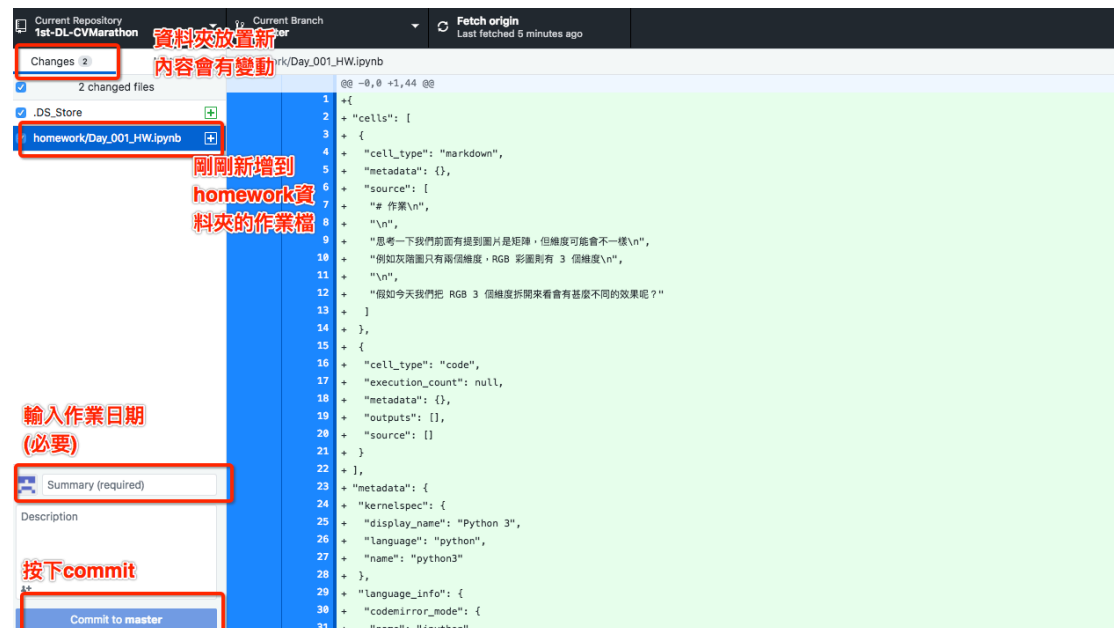 Current Repository
1st-DL-CVMarathon
Current Branch
Fetch origin
Last fetched 5 minutes ago
資料夾放置新
內容會有變動
Changes 2
rk/Day_001_HW.ipynb
2 changed files
@@ -0,0 +1,44 @@
.DS_Store
homework/Day_001_HW.ipynb
剛剛新增到
homework資
料夾的作業檔
1 +{
2 + "cells": [
3 + {
4 + "cell_type": "markdown",
5 + "metadata": {},
6 + "source": [
7 + "# 作業\n",
8 + "\n",
9 + "思考一下我們前面有提到圖片是矩陣，但維度可能會不一樣\n",
10 + "例如灰階圖只有兩個維度，RGB 彩圖則有 3 個維度\n",
11 + "\n",
12 + "假如今天我們把 RGB 3 個維度拆開來看會有甚麼不同的效果呢？"
13 + ]
14 + },
15 + {
16 + "cell_type": "code",
17 + "execution_count": null,
18 + "metadata": {},
19 + "outputs": [],
20 + "source": []
21 + }
22 + ],
23 + "metadata": {
24 + "kernelspec": {
25 + "display_name": "Python 3",
26 + "language": "python",
27 + "name": "python3"
28 + },
29 + "language_info": {
30 + "codemirror_mode": {
31 + "name": "ipython"
輸入作業日期
(必要)
Summary (required)
Description
按下commit
Commit to master